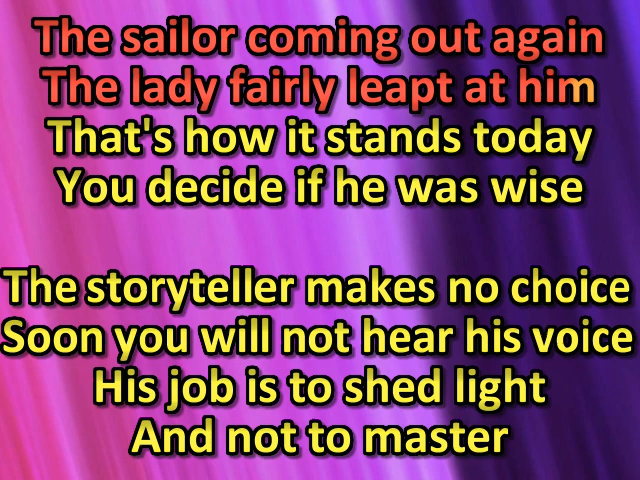 The sailor coming out again
The lady fairly leapt at him
That's how it stands today
You decide if he was wise
The storyteller makes no choice
Soon you will not hear his voice
His job is to shed light
And not to master